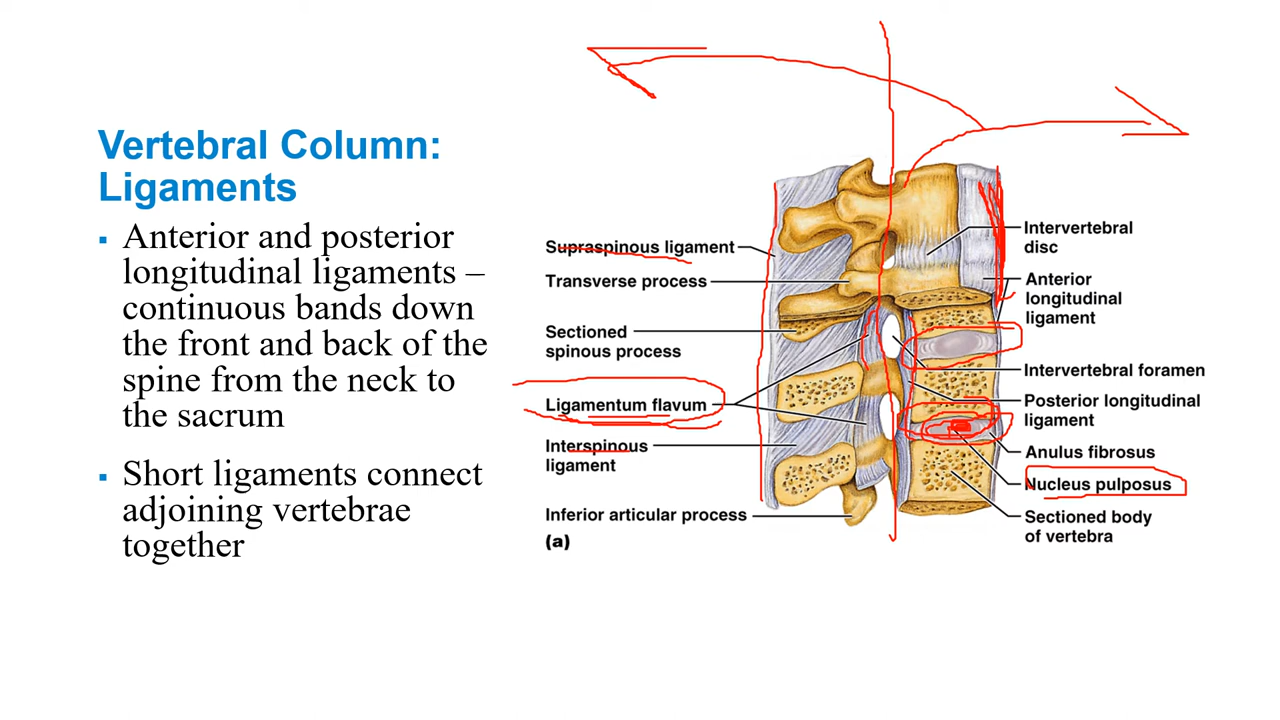 Vertebral Column:
Ligaments
▪ Anterior and posterior
longitudinal ligaments –
continuous bands down
the front and back of the
spine from the neck to
the sacrum
▪ Short ligaments connect
adjoining vertebrae
together
Supraspinous ligament
Transverse process
Sectioned
spinous process
Ligamentum flavum
Interspinous
ligament
Inferior articular process
(a)
Intervertebral
disc
Anterior
longitudinal
ligament
Intervertebral foramen
Posterior longitudinal
ligament
Anulus fibrosus
Nucleus pulposus
Sectioned body
of vertebra